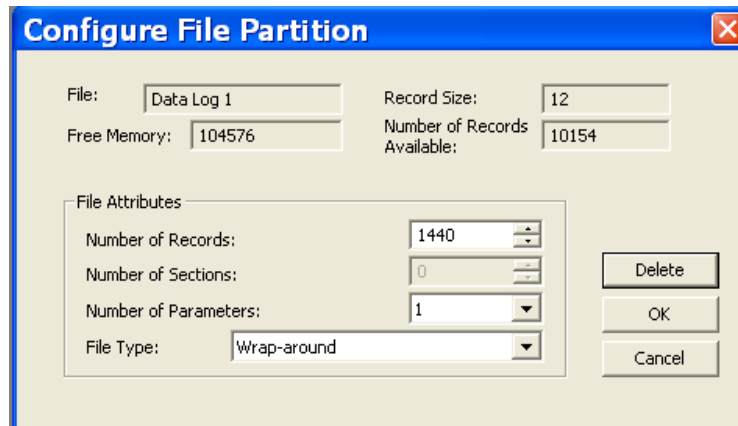 Configure File Partition
File: Data Log 1 Record Size: 12
Free Memory: 104576 Number of Records Available: 10154
File Attributes
Number of Records: 1440
Number of Sections: 0
Number of Parameters: 1
File Type: Wrap-around
Delete
OK
Cancel